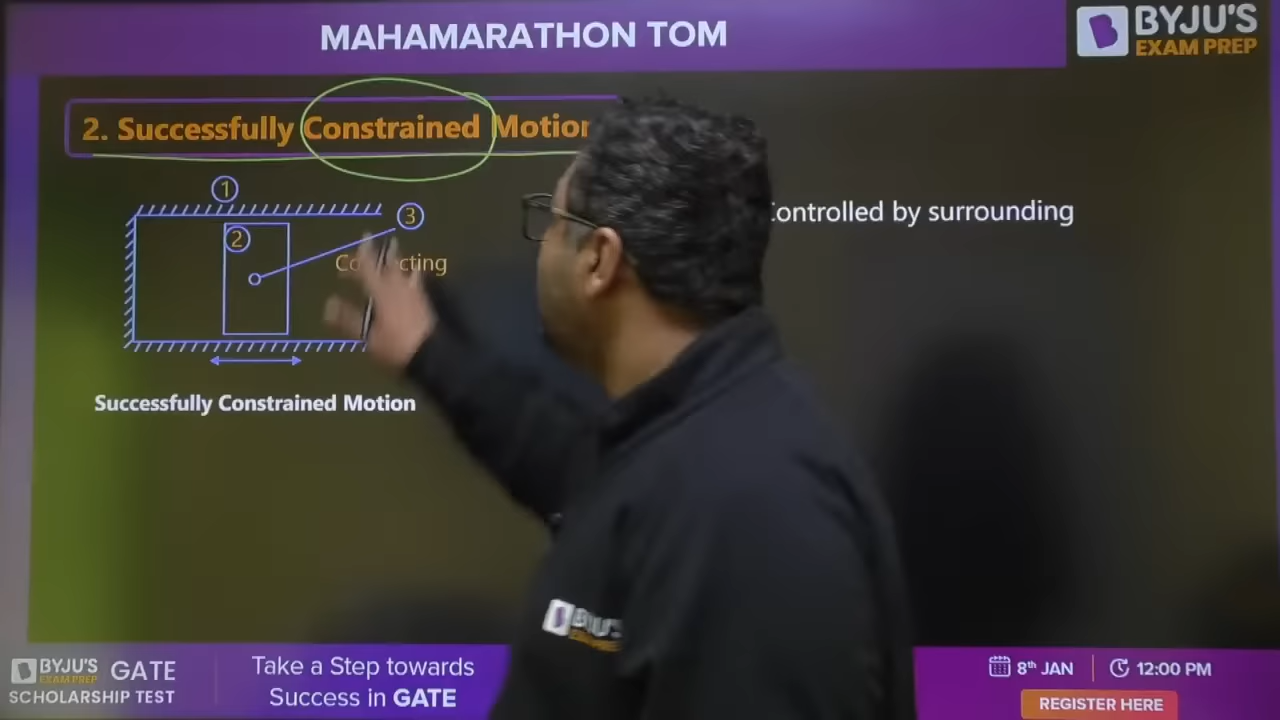 MAHAMARATHON TOM
BYJU'S
EXAM PREP
2. Successfully Constrained Motion
1
2
3
Controlled by surrounding
Successfully Constrained Motion
BYJU'S
EXAM PREP
GATE
SCHOLARSHIP TEST
Take a Step towards
Success in GATE
8th JAN
12:00 PM
REGISTER HERE